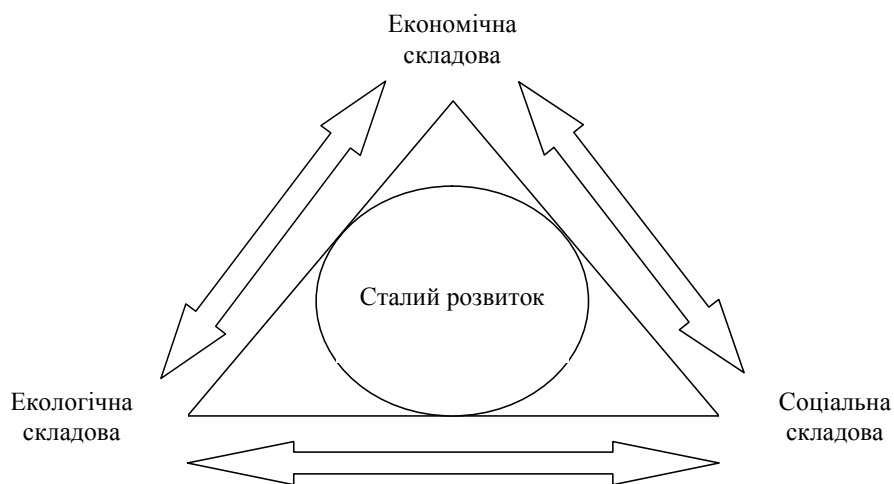 Економічна
складова
Сталий розвиток
Екологічна
складова
Соціальна
складова